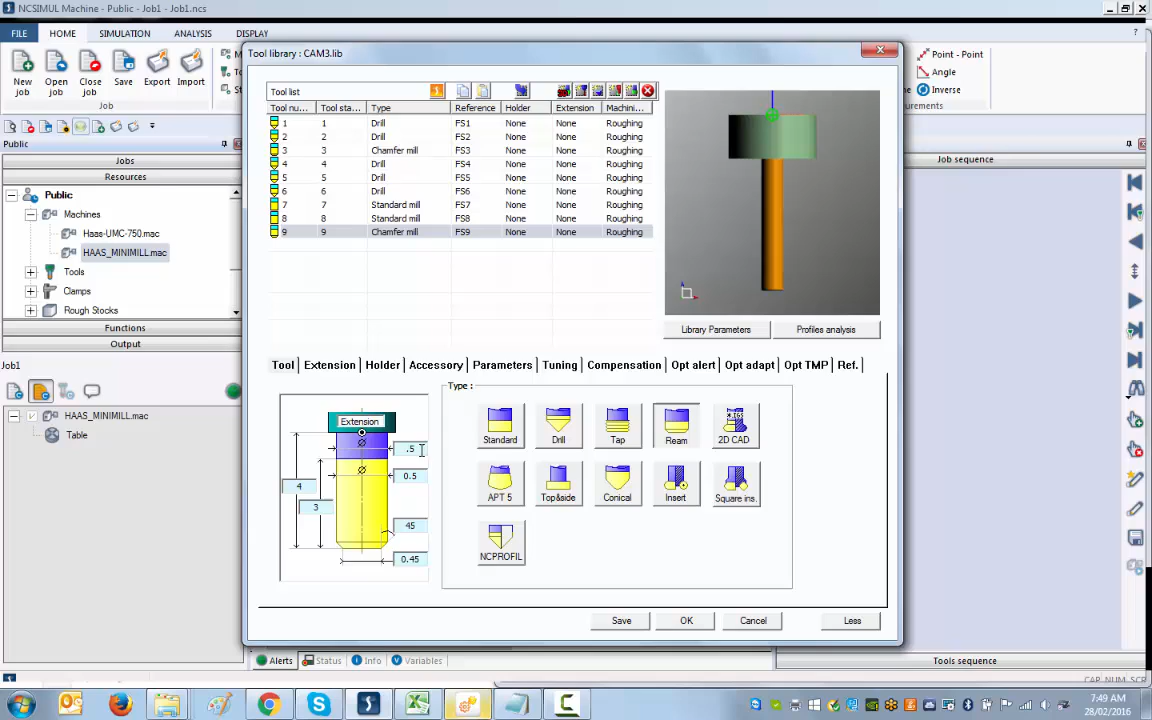 NCSIMUL Machine - Public - Job1 - Job1.ncs
FILE HOME SIMULATION ANALYSIS DISPLAY
New job
Open job
Close job
Save
Export
Import
Job
Point - Point
Angle
Inverse
Public
Jobs
Resources
Public
Machines
Haas-UMC-750.mac
HAAS_MINIMILL.mac
Tools
Clamps
Rough Stocks
Functions
Output
Job1
HAAS_MINIMILL.mac
Table
Tool library : CAM3.lib
Tool list
Tool nu... Tool sta... Type Reference Holder Extension Machini...
1 1 Drill FS1 None None Roughing
2 2 Drill FS2 None None Roughing
3 3 Chamfer mill FS3 None None Roughing
4 4 Drill FS4 None None Roughing
5 5 Drill FS5 None None Roughing
6 6 Drill FS6 None None Roughing
7 7 Standard mill FS7 None None Roughing
8 8 Standard mill FS8 None None Roughing
9 9 Chamfer mill FS9 None None Roughing
Library Parameters Profiles analysis
Tool Extension Holder Accessory Parameters Tuning Compensation Opt alert Opt adapt Opt TMP Ref.
Extension
.5
0.5
4
3
45
0.45
Type :
Standard Drill Tap Ream 2D CAD
APT 5 Top&side Conical Insert Square ins.
NCPROFIL
Save OK Cancel Less
Job sequence
Tools sequence
Alerts Status Info Variables
CAP NUM SCR
7:49 AM
28/02/2016